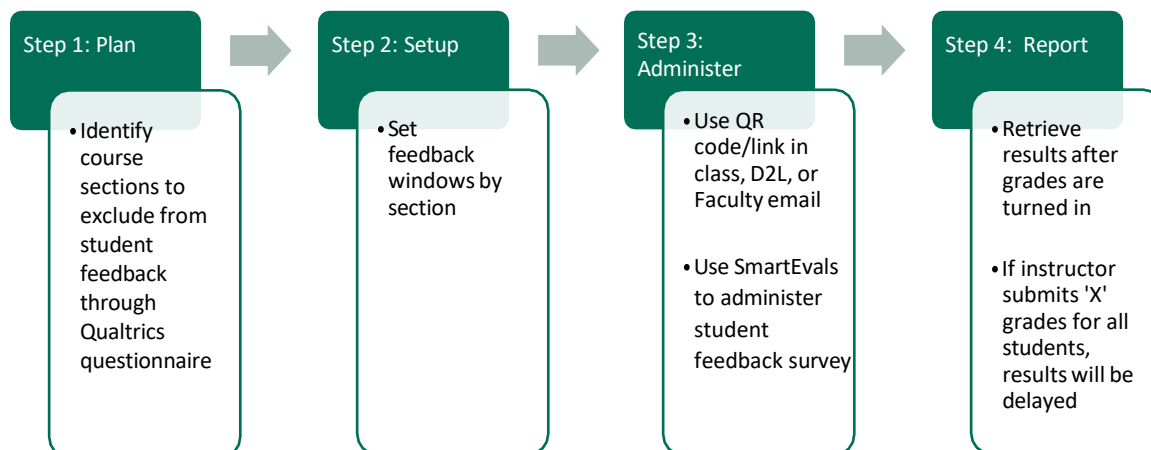 Step 1: Plan
• Identify
course
sections to
exclude from
student
feedback
through
Qualtrics
questionnaire
Step 2: Setup
• Set
feedback
windows by
section
Step 3:
Administer
• Use QR
code/link in
class, D2L, or
Faculty email
• Use SmartEvals
to administer
student
feedback survey
Step 4:  Report
• Retrieve
results after
grades are
turned in
• If instructor
submits 'X'
grades for all
students,
results will be
delayed